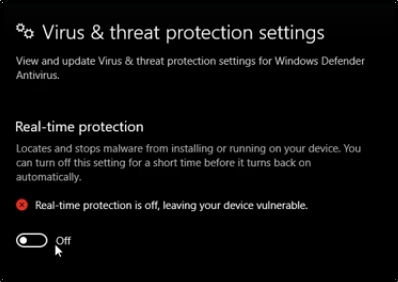 Virus & threat protection settings
View and update Virus & threat protection settings for Windows Defender
Antivirus.
Real-time protection
Locates and stops malware from installing or running on your device. You
can turn off this setting for a short time before it turns back on
automatically.
Real-time protection is off, leaving your device vulnerable.
Off